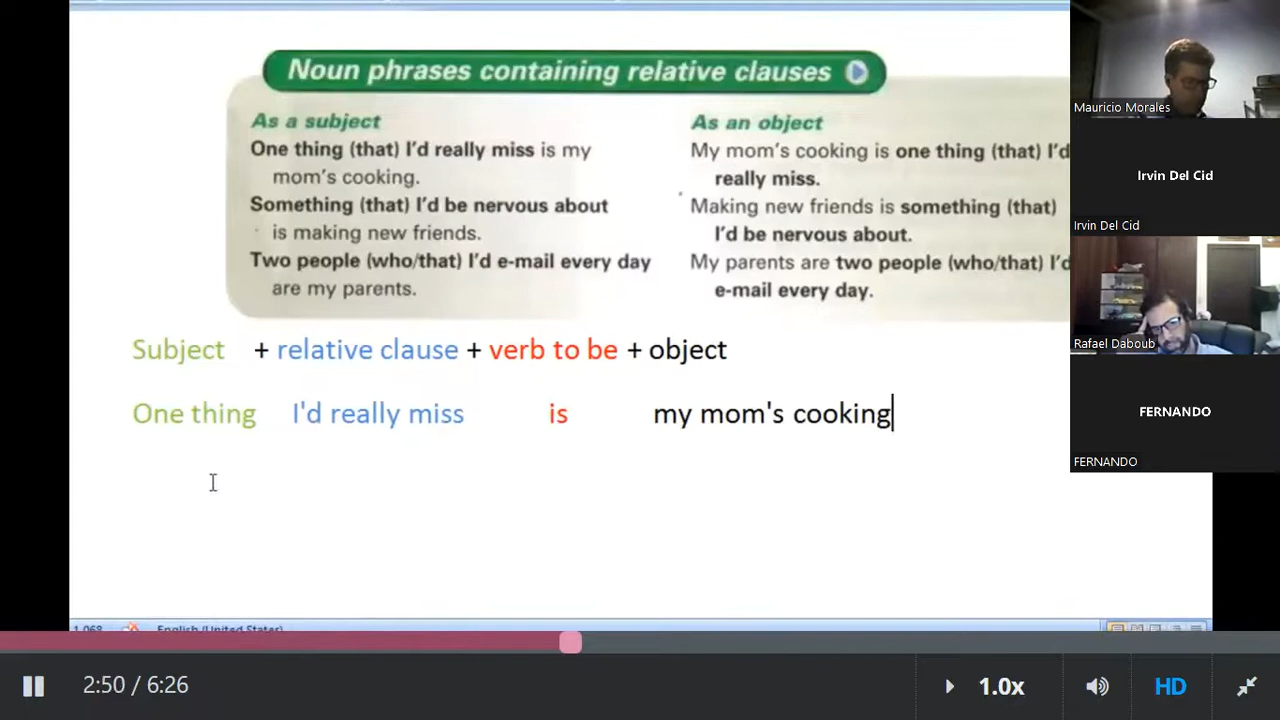 Noun phrases containing relative clauses
As a subject
One thing (that) I'd really miss is my
mom's cooking.
Something (that) I'd be nervous about
is making new friends.
Two people (who/that) I'd e-mail every day
are my parents.
As an object
My mom's cooking is one thing (that) I'd
really miss.
Making new friends is something (that)
I'd be nervous about.
My parents are two people (who/that) I'd
e-mail every day.
Subject + relative clause + verb to be + object
One thing I'd really miss is my mom's cooking
Mauricio Morales
Irvin Del Cid
Irvin Del Cid
Rafael Daboub
FERNANDO
FERNANDO
1,068 English (United States)
2:50 / 6:26
1.0x
HD